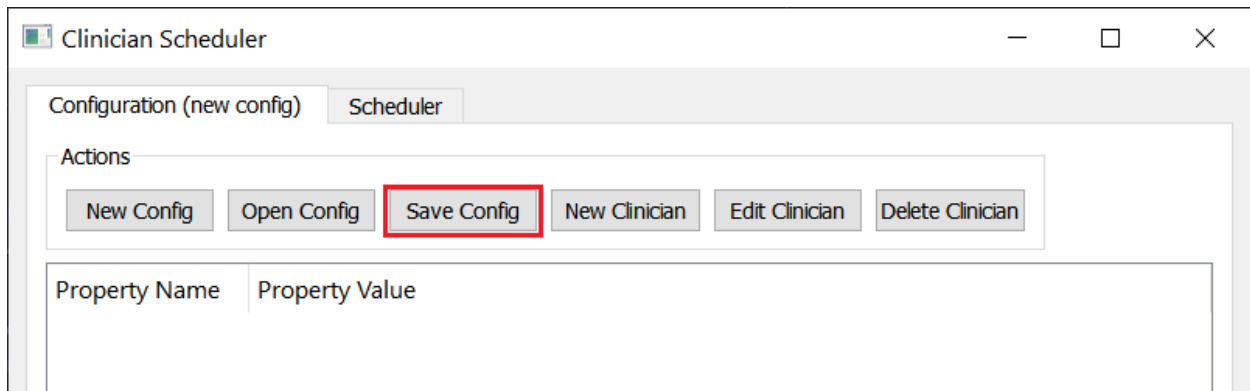 Clinician Scheduler
Configuration (new config) Scheduler
Actions
New Config Open Config Save Config New Clinician Edit Clinician Delete Clinician
Property Name Property Value